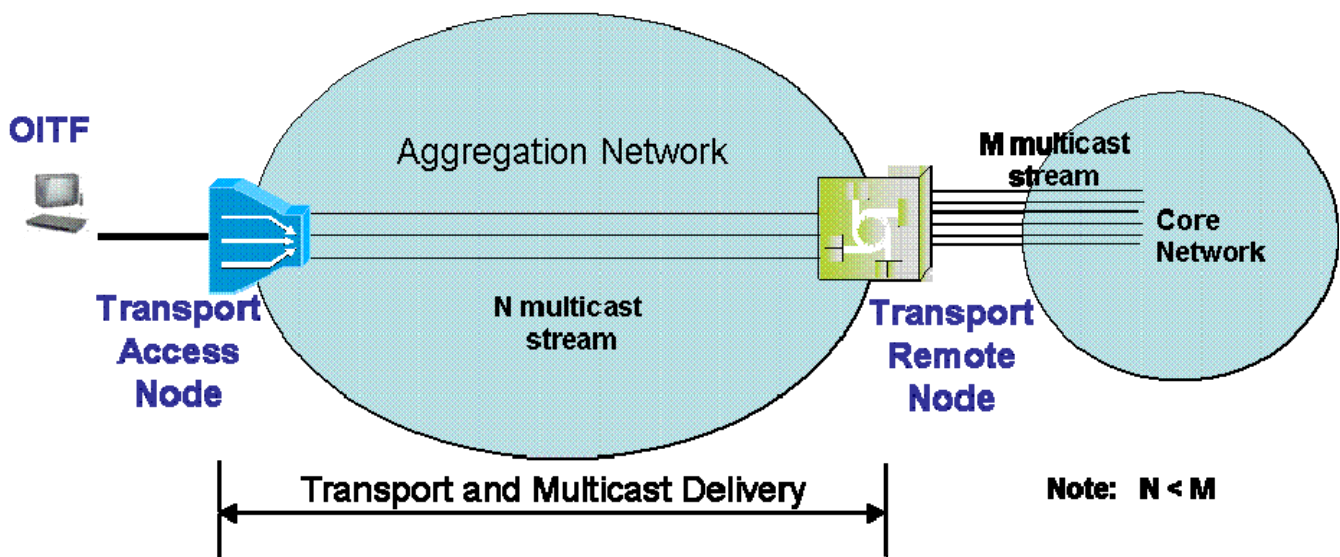 OITF
Aggregation Network
M multicast
stream
Core
Network
N multicast
stream
Transport
Access
Node
Transport
Remote
Node
Transport and Multicast Delivery
Note: N < M